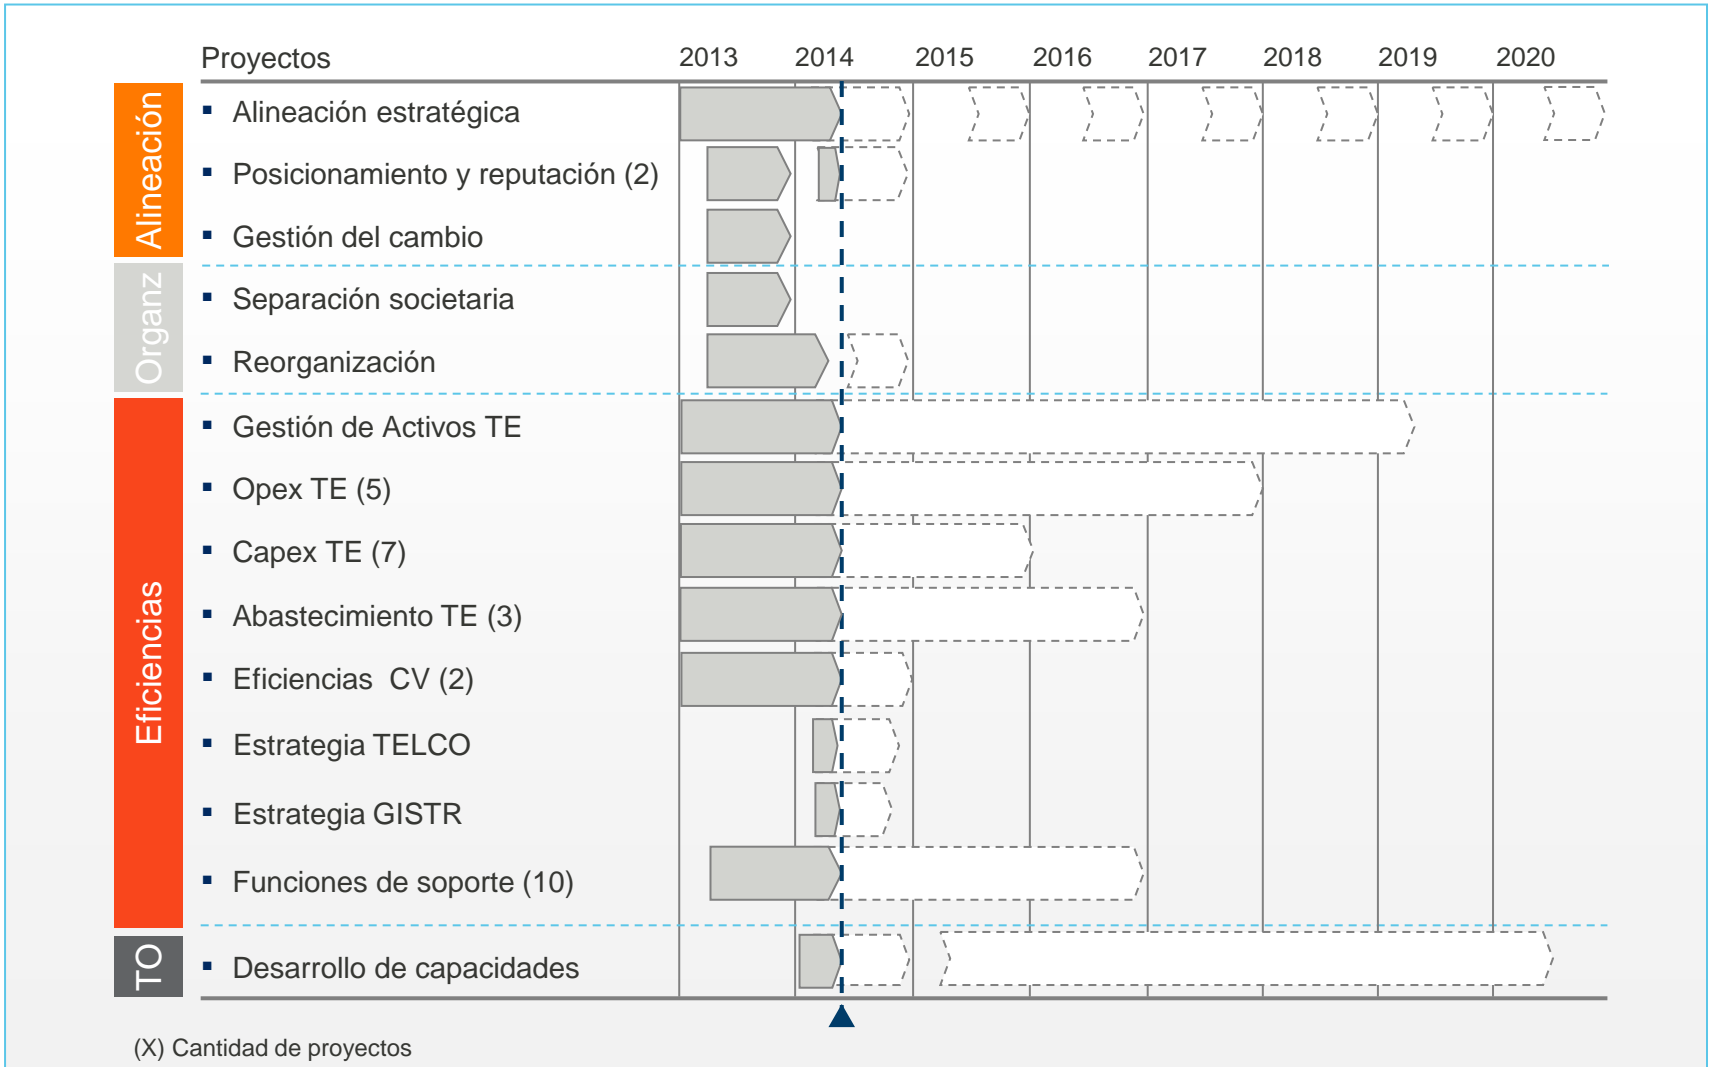 Proyectos 2013 2014 2015 2016 2017 2018 2019 2020
Alineación
▪ Alineación estratégica
▪ Posicionamiento y reputación (2)
▪ Gestión del cambio
Organz
▪ Separación societaria
▪ Reorganización
Eficiencias
▪ Gestión de Activos TE
▪ Opex TE (5)
▪ Capex TE (7)
▪ Abastecimiento TE (3)
▪ Eficiencias CV (2)
▪ Estrategia TELCO
▪ Estrategia GISTR
▪ Funciones de soporte (10)
TO
▪ Desarrollo de capacidades
(X) Cantidad de proyectos